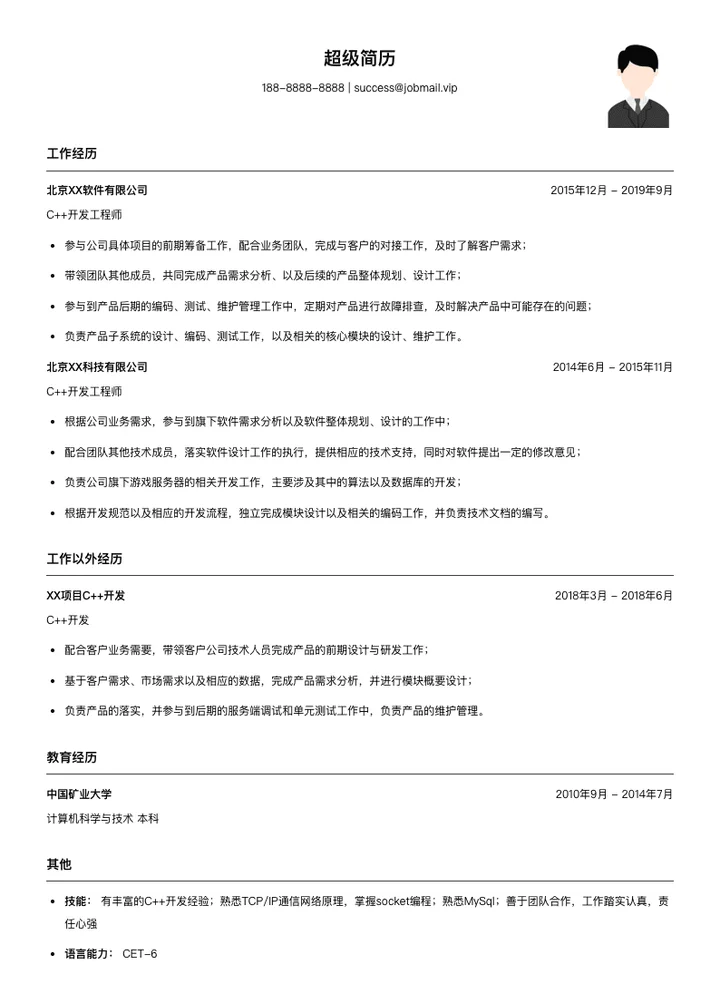 超级简历
188-8888-8888 | success@jobmail.vip
工作经历
北京XX软件有限公司 2015年12月 – 2019年9月
C++开发工程师
• 参与公司具体项目的前期筹备工作，配合业务团队，完成与客户的对接工作，及时了解客户需求；
• 带领团队其他成员，共同完成产品需求分析、以及后续的产品整体规划、设计工作；
• 参与到产品后期的编码、测试、维护管理工作中，定期对产品进行故障排查，及时解决产品中可能存在的问题；
• 负责产品子系统的设计、编码、测试工作，以及相关的核心模块的设计、维护工作。
北京XX科技有限公司 2014年6月 – 2015年11月
C++开发工程师
• 根据公司业务需求，参与到旗下软件需求分析以及软件整体规划、设计的工作中；
• 配合团队其他技术成员，落实软件设计工作的执行，提供相应的技术支持，同时对软件提出一定的修改意见；
• 负责公司旗下游戏服务器的相关开发工作，主要涉及其中的算法以及数据库的开发；
• 根据开发规范以及相应的开发流程，独立完成模块设计以及相关的编码工作，并负责技术文档的编写。
工作以外经历
XX项目C++开发 2018年3月 – 2018年6月
C++开发
• 配合客户业务需要，带领客户公司技术人员完成产品的前期设计与研发工作；
• 基于客户需求、市场需求以及相应的数据，完成产品需求分析，并进行模块概要设计；
• 负责产品的落实，并参与到后期的服务端调试和单元测试工作中，负责产品的维护管理。
教育经历
中国矿业大学 2010年9月 – 2014年7月
计算机科学与技术 本科
其他
• 技能： 有丰富的C++开发经验；熟悉TCP/IP通信网络原理，掌握socket编程；熟悉MySql；善于团队合作，工作踏实认真，责
任心强
• 语言能力： CET-6